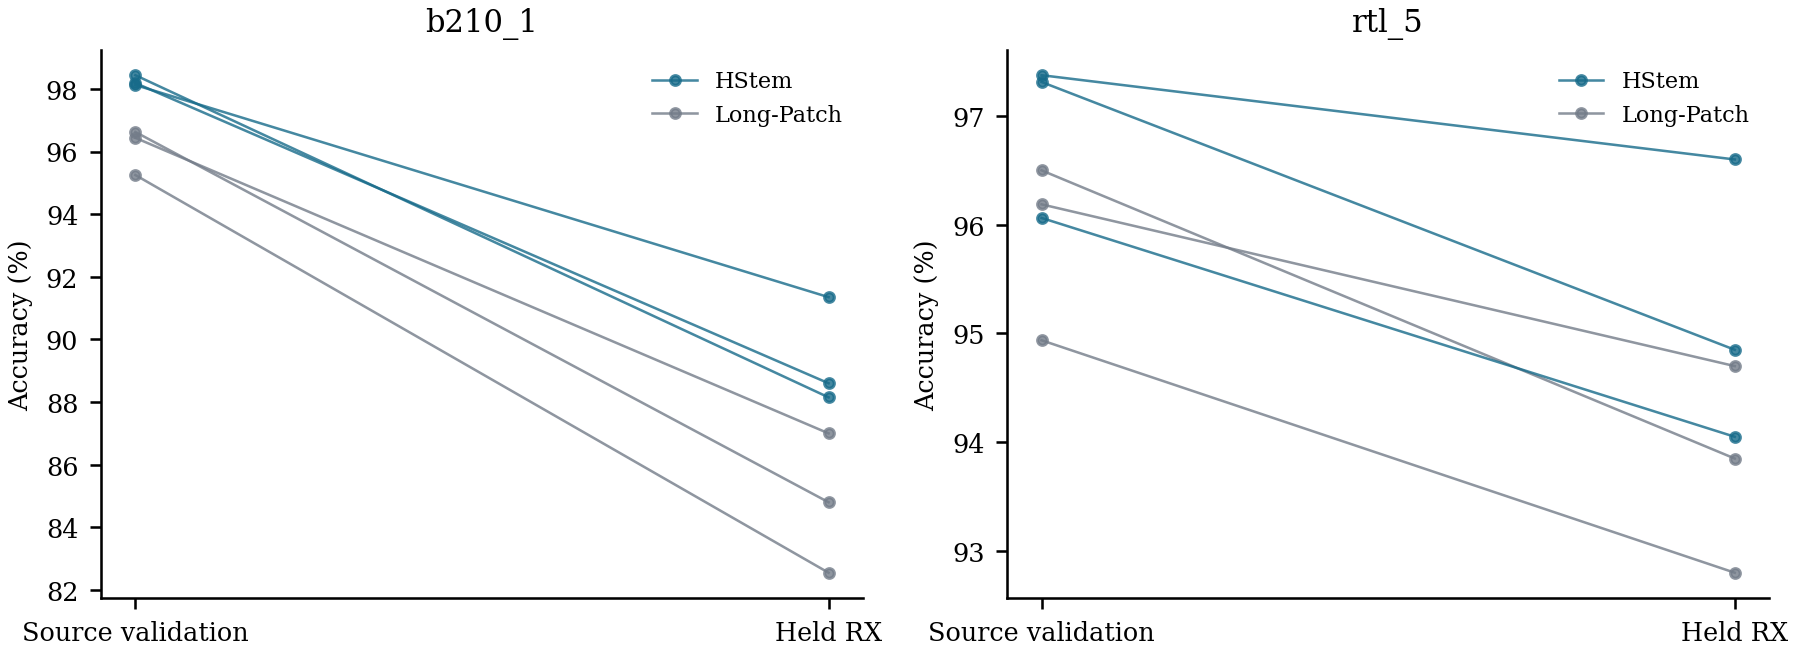 b210_1
Accuracy (%)
98
96
94
92
90
88
86
84
82
Source validation
Held RX
HStem
Long-Patch
rtl_5
Accuracy (%)
97
96
95
94
93
Source validation
Held RX
HStem
Long-Patch